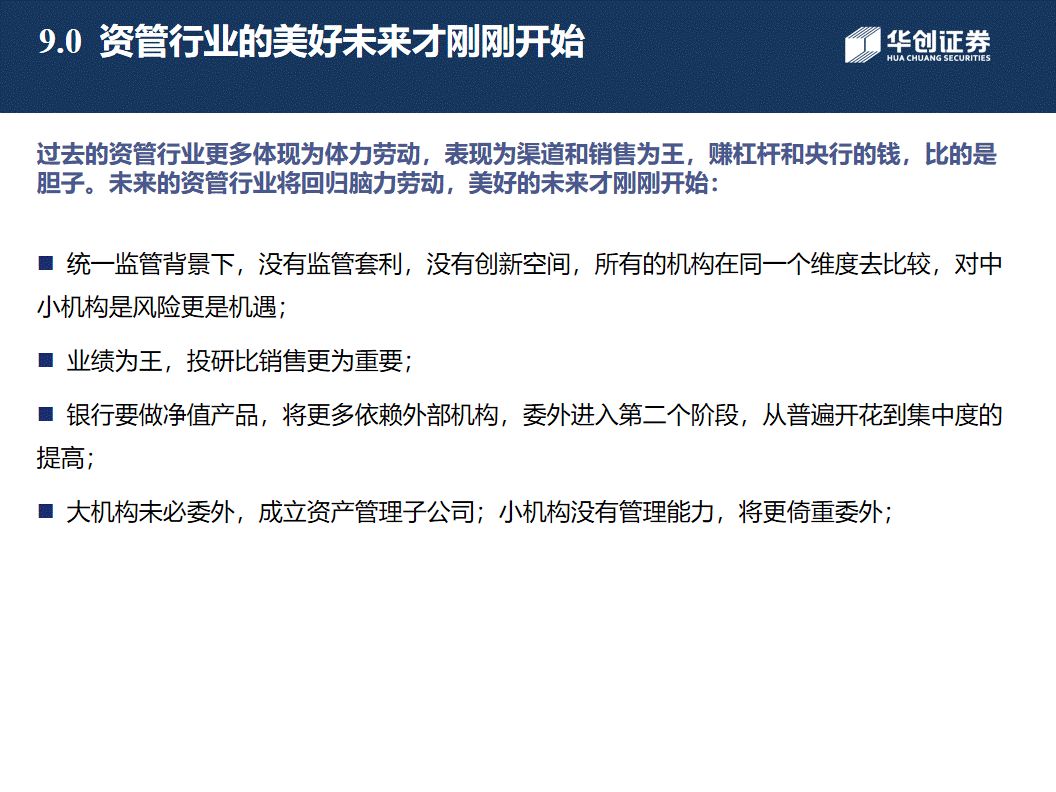 9.0 资管行业的美好未来才刚刚开始
华创证券
HUA CHUANG SECURITIES
过去的资管行业更多体现为体力劳动，表现为渠道和销售为王，赚杠杆和央行的钱，比的是
胆子。未来的资管行业将回归脑力劳动，美好的未来才刚刚开始：
■ 统一监管背景下，没有监管套利，没有创新空间，所有的机构在同一个维度去比较，对中
小机构是风险更是机遇；
■ 业绩为王，投研比销售更为重要；
■ 银行要做净值产品，将更多依赖外部机构，委外进入第二个阶段，从普遍开花到集中度的
提高；
■ 大机构未必委外，成立资产管理子公司；小机构没有管理能力，将更倚重委外；